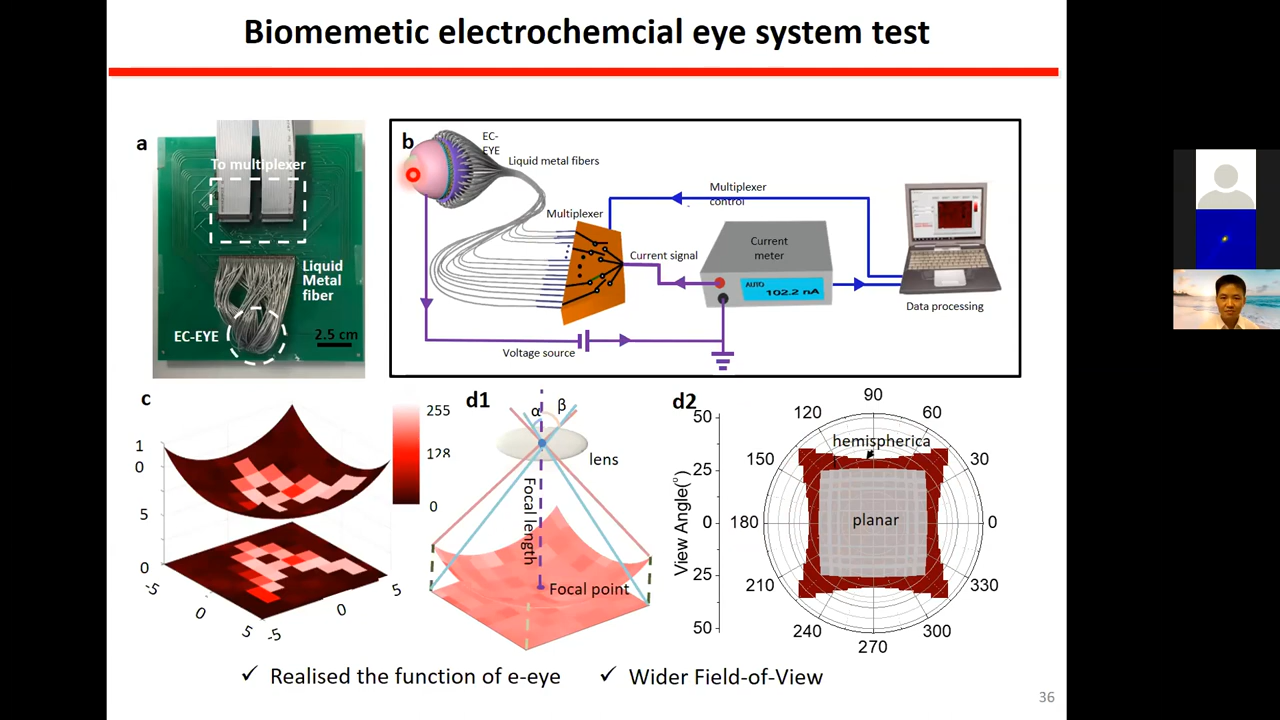 Biomemetic electrochemcial eye system test
a
To multiplexer
Liquid
Metal
fiber
EC-EYE
2.5 cm
b
EC-
EYE
Liquid metal fibers
Multiplexer
Multiplexer
control
Current signal
Current
meter
AUTO
102.2 nA
Data processing
Voltage source
c
1
0
5
0
-5
0
5
-5
0
5
255
128
0
d1
α
β
lens
Focal length
Focal point
d2
View Angle(°)
50
25
0
25
50
90
120
60
150
30
180
0
210
330
240
300
270
hemispherica
planar
✓ Realised the function of e-eye
✓ Wider Field-of-View
36